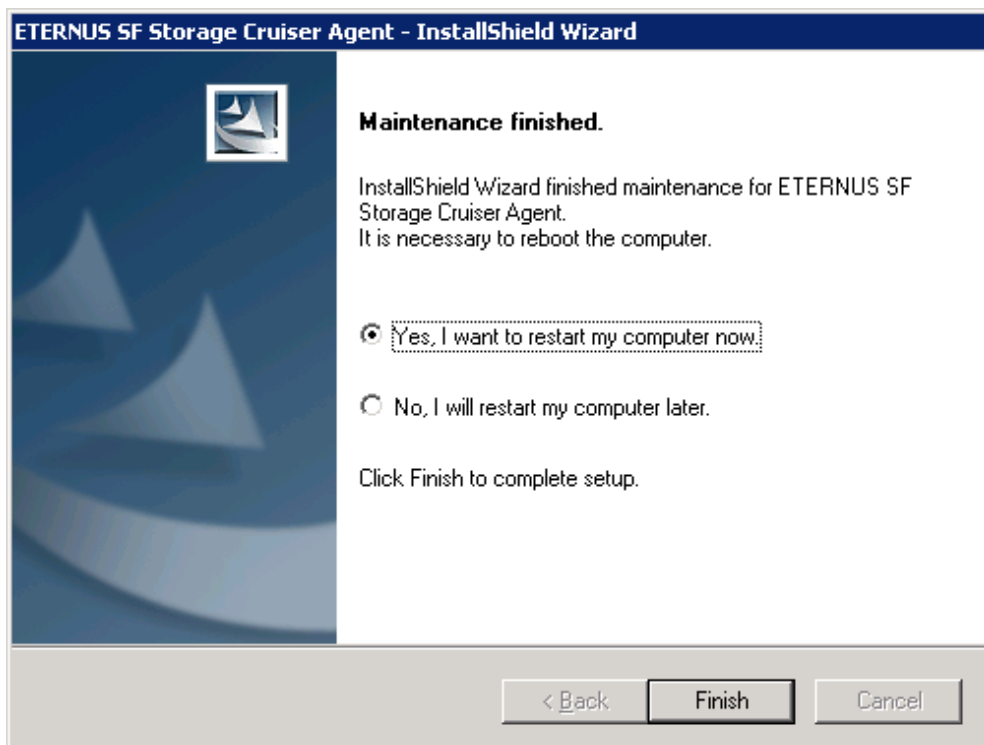 ETERNUS SF Storage Cruiser Agent - InstallShield Wizard
Maintenance finished.
InstallShield Wizard finished maintenance for ETERNUS SF
Storage Cruiser Agent.
It is necessary to reboot the computer.
Yes, I want to restart my computer now.
No, I will restart my computer later.
Click Finish to complete setup.
< Back Finish Cancel